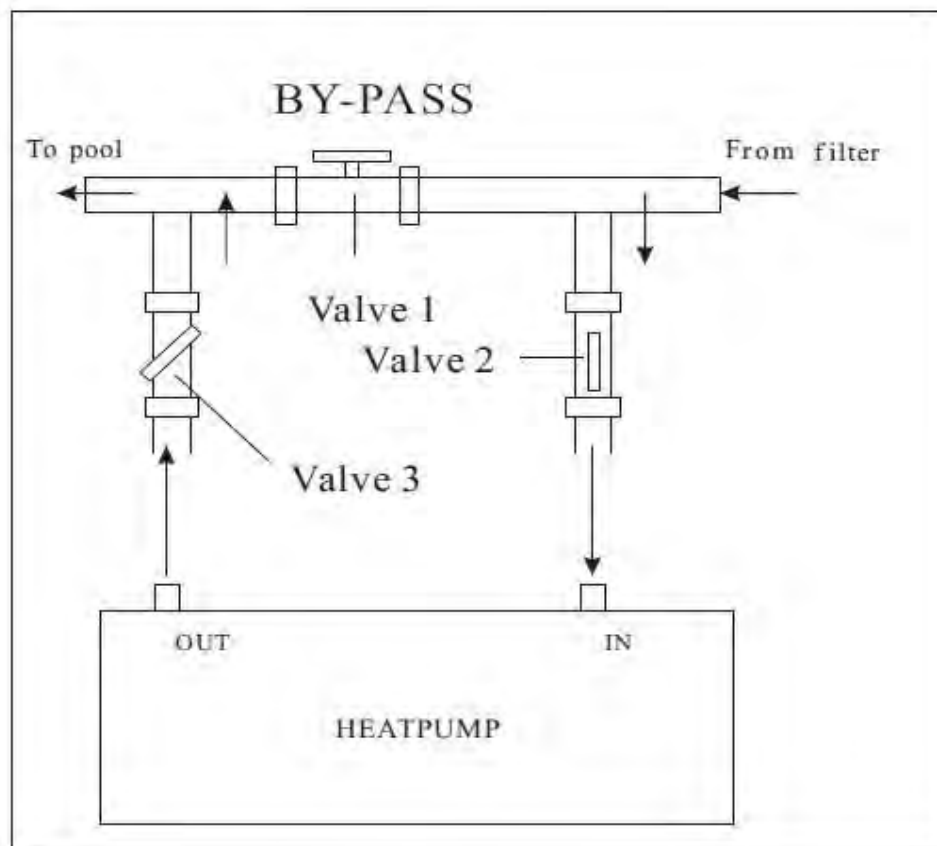 BY-PASS
To pool
From filter
Valve 1
Valve 2
Valve 3
OUT
IN
HEATPUMP